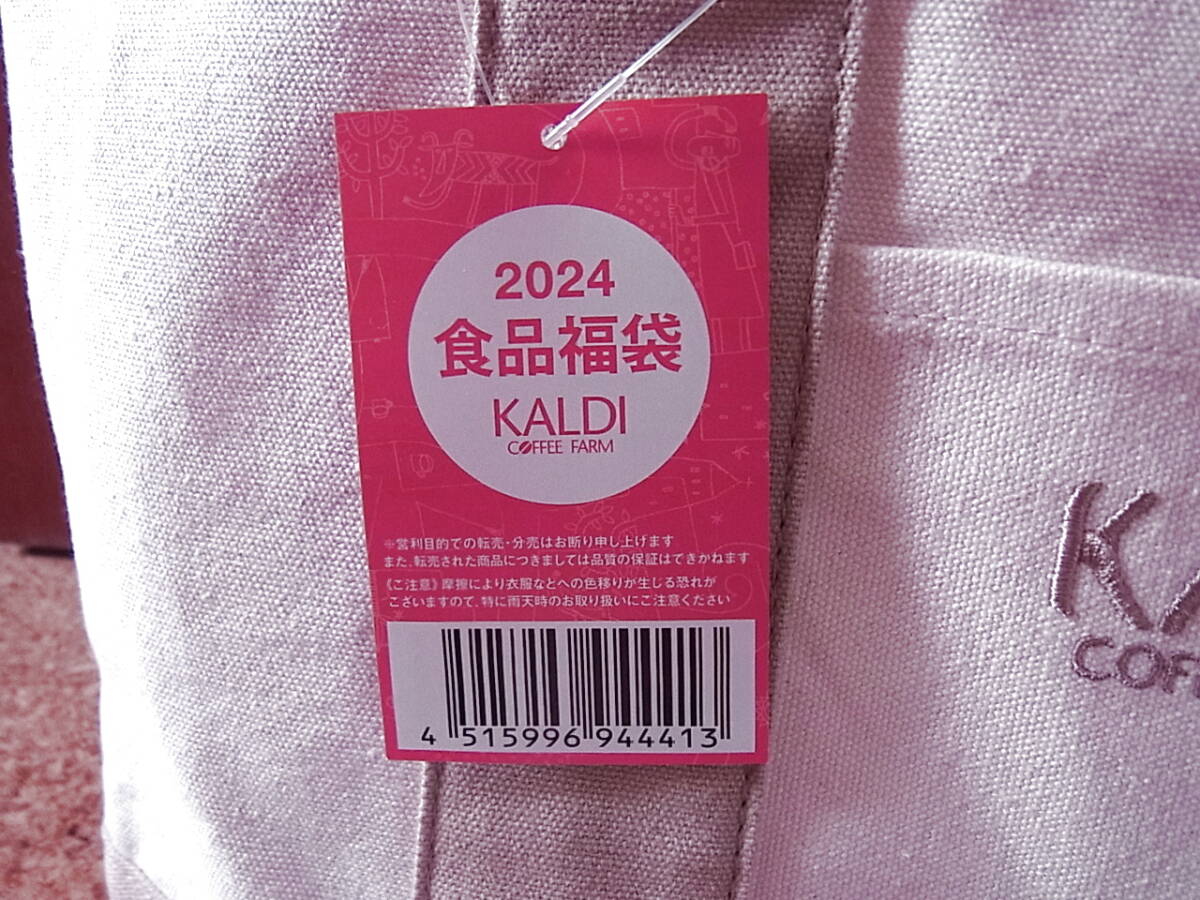 2024
食品福袋
KALDI
COFFEE FARM
※営利目的での転売・分売はお断り申し上げます
また、転売された商品につきましては品質の保証はできかねます
《ご注意》摩擦により衣服などへの色移りが生じる恐れが
ございますので、特に雨天時のお取り扱いにご注意ください
4 515996 944413
KA
COF